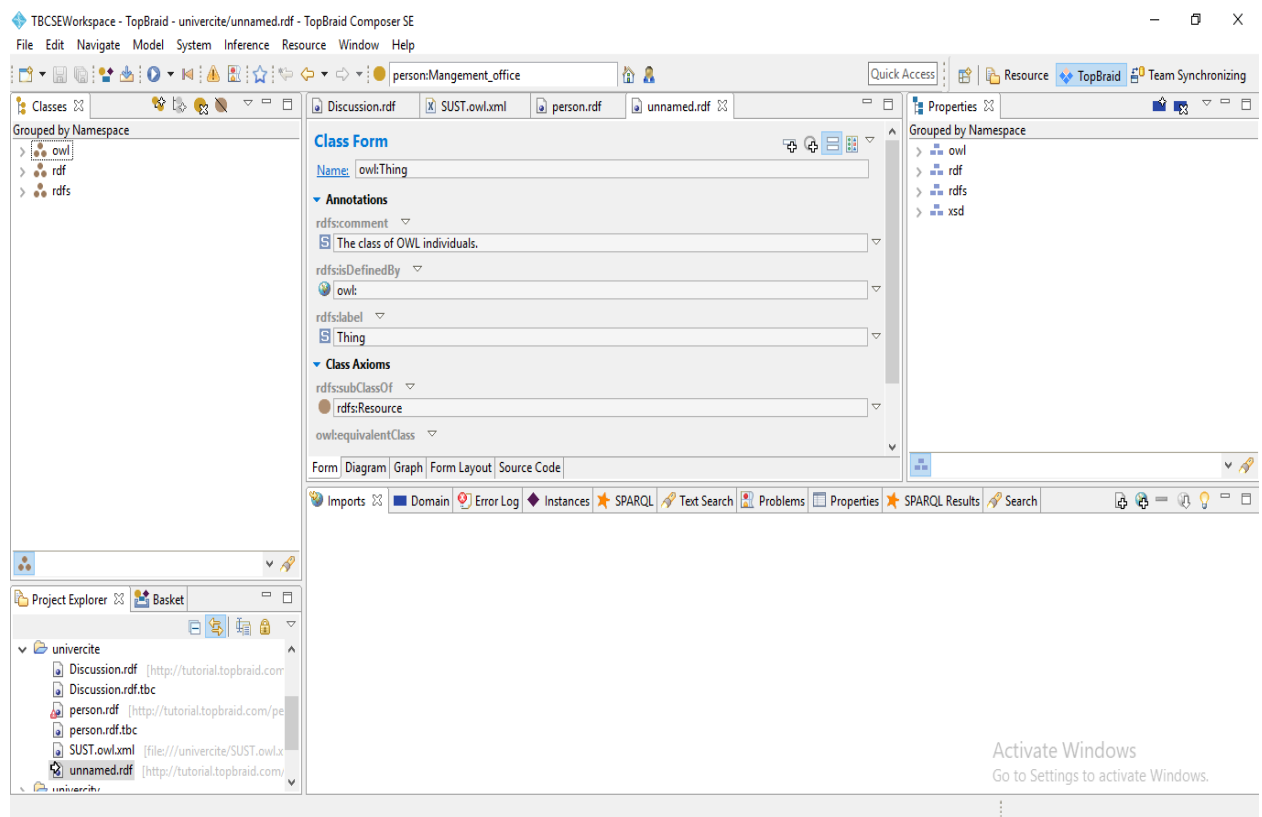 TBCSEWorkspace - TopBraid - univercite/unnamed.rdf - TopBraid Composer SE
File Edit Navigate Model System Inference Resource Window Help
person:Mangement_office
Quick Access
Resource
TopBraid
Team Synchronizing
Classes
Grouped by Namespace
owl
rdf
rdfs
Discussion.rdf
SUST.owl.xml
person.rdf
unnamed.rdf
Class Form
Name: owl:Thing
Annotations
rdfs:comment
The class of OWL individuals.
rdfs:isDefinedBy
owl:
rdfs:label
Thing
Class Axioms
rdfs:subClassOf
rdfs:Resource
owl:equivalentClass
Form Diagram Graph Form Layout Source Code
Properties
Grouped by Namespace
owl
rdf
rdfs
xsd
Imports Domain Error Log Instances SPARQL Text Search Problems Properties SPARQL Results Search
Project Explorer Basket
univercite
Discussion.rdf [http://tutorial.topbraid.com
Discussion.rdf.tbc
person.rdf [http://tutorial.topbraid.com/pe
person.rdf.tbc
SUST.owl.xml [file:///univercite/SUST.owl.x
unnamed.rdf [http://tutorial.topbraid.com/
univercity
Activate Windows
Go to Settings to activate Windows.